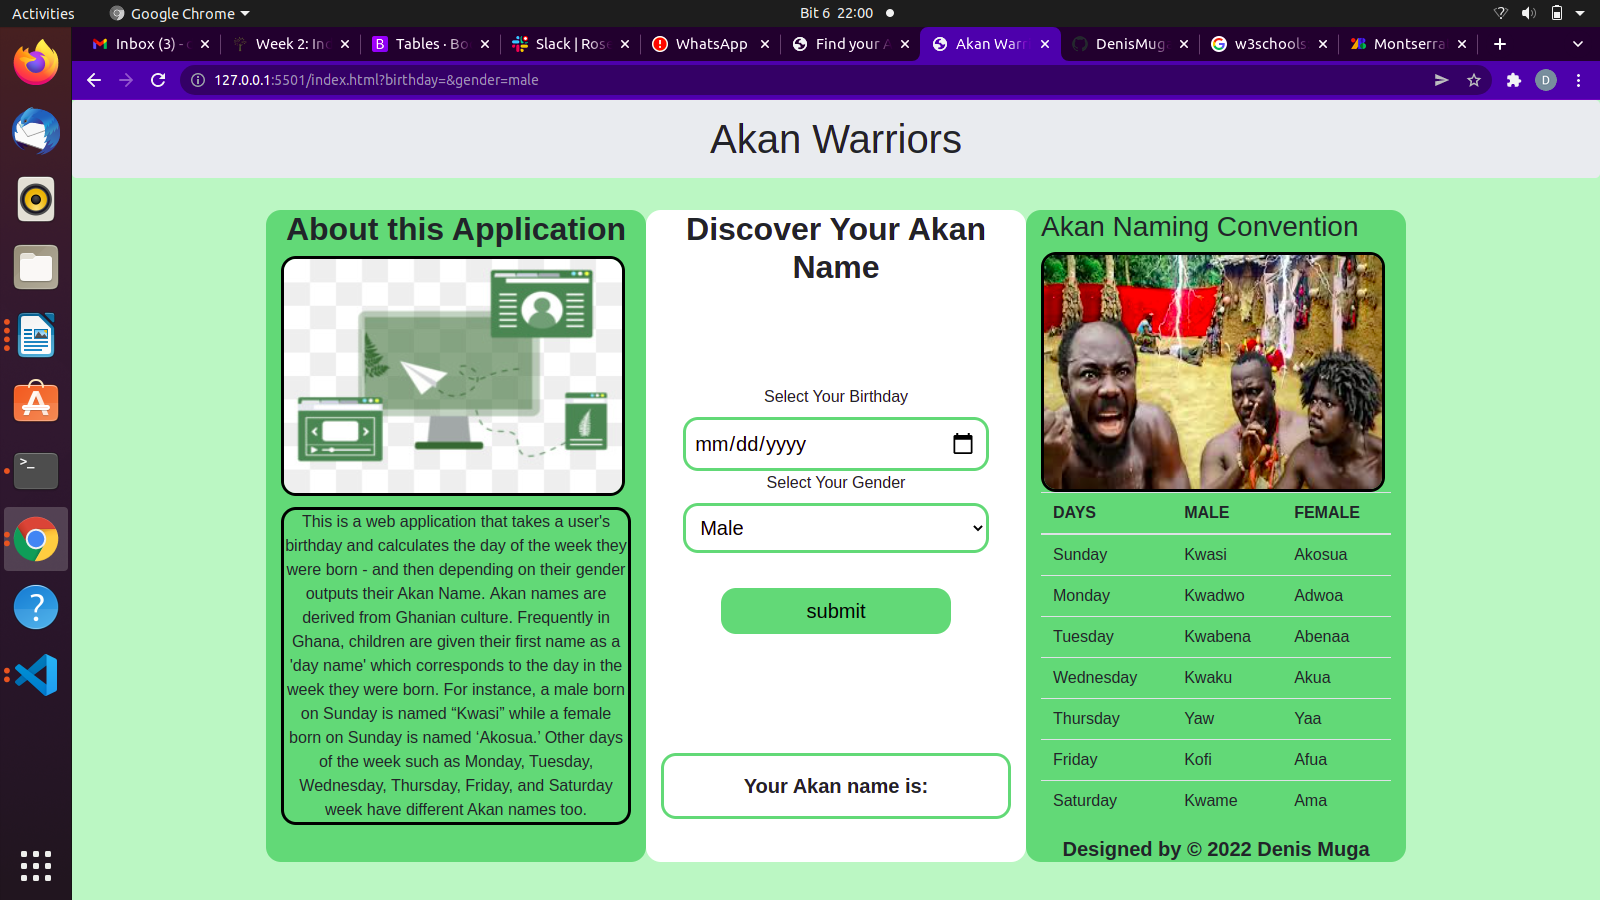 Activities
Google Chrome
Bit 6 22:00
Inbox (3) -
Week 2:
Tables · Bo
Slack | Rose
WhatsApp
Find your
Akan Warr
DenisMuga
w3schools
Montserra
127.0.0.1:5501/index.html?birthday=&gender=male
D
Akan Warriors
About this Application
This is a web application that takes a user's
birthday and calculates the day of the week they
were born - and then depending on their gender
outputs their Akan Name. Akan names are
derived from Ghanian culture. Frequently in
Ghana, children are given their first name as a
'day name' which corresponds to the day in the
week they were born. For instance, a male born
on Sunday is named “Kwasi” while a female
born on Sunday is named ‘Akosua.’ Other days
of the week such as Monday, Tuesday,
Wednesday, Thursday, Friday, and Saturday
week have different Akan names too.
Discover Your Akan
Name
Select Your Birthday
mm/dd/yyyy
Select Your Gender
Male
submit
Your Akan name is:
Akan Naming Convention
DAYS MALE FEMALE
Sunday Kwasi Akosua
Monday Kwadwo Adwoa
Tuesday Kwabena Abenaa
Wednesday Kwaku Akua
Thursday Yaw Yaa
Friday Kofi Afua
Saturday Kwame Ama
Designed by © 2022 Denis Muga